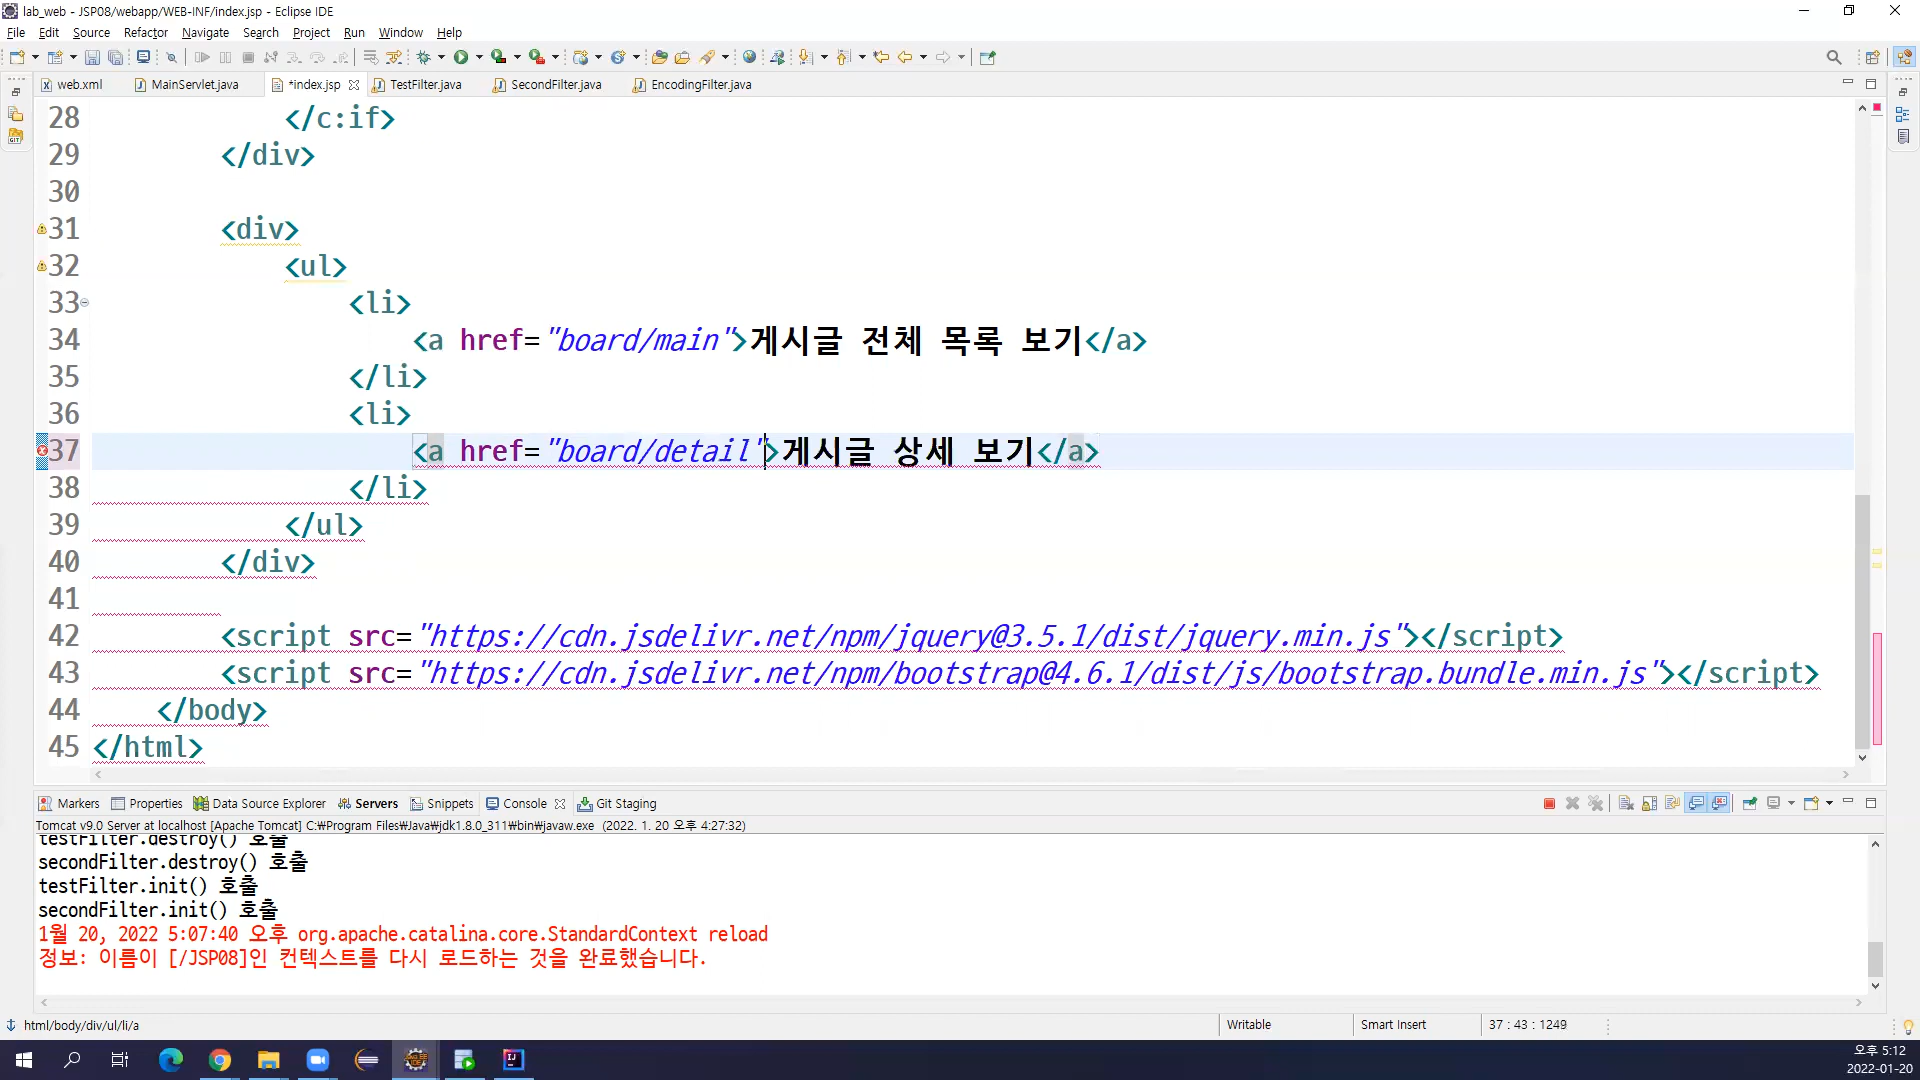 lab_web - JSP08/webapp/WEB-INF/index.jsp - Eclipse IDE
File Edit Source Refactor Navigate Search Project Run Window Help
web.xml MainServlet.java *index.jsp TestFilter.java SecondFilter.java EncodingFilter.java
28 </c:if>
29 </div>
30
31 <div>
32 <ul>
33 <li>
34 <a href="board/main">게시글 전체 목록 보기</a>
35 </li>
36 <li>
37 <a href="board/detail">게시글 상세 보기</a>
38 </li>
39 </ul>
40 </div>
41
42 <script src="https://cdn.jsdelivr.net/npm/jquery@3.5.1/dist/jquery.min.js"></script>
43 <script src="https://cdn.jsdelivr.net/npm/bootstrap@4.6.1/dist/js/bootstrap.bundle.min.js"></script>
44 </body>
45 </html>
Markers Properties Data Source Explorer Servers Snippets Console Git Staging
Tomcat v9.0 Server at localhost [Apache Tomcat] C:₩Program Files₩Java₩jdk1.8.0_311₩bin₩javaw.exe (2022. 1. 20 오후 4:27:32)
testFilter.destroy() 호출
secondFilter.destroy() 호출
testFilter.init() 호출
secondFilter.init() 호출
1월 20, 2022 5:07:40 오후 org.apache.catalina.core.StandardContext reload
정보: 이름이 [/JSP08]인 컨텍스트를 다시 로드하는 것을 완료했습니다.
html/body/div/ul/li/a Writable Smart Insert 37 : 43 : 1249
오후 5:12
2022-01-20